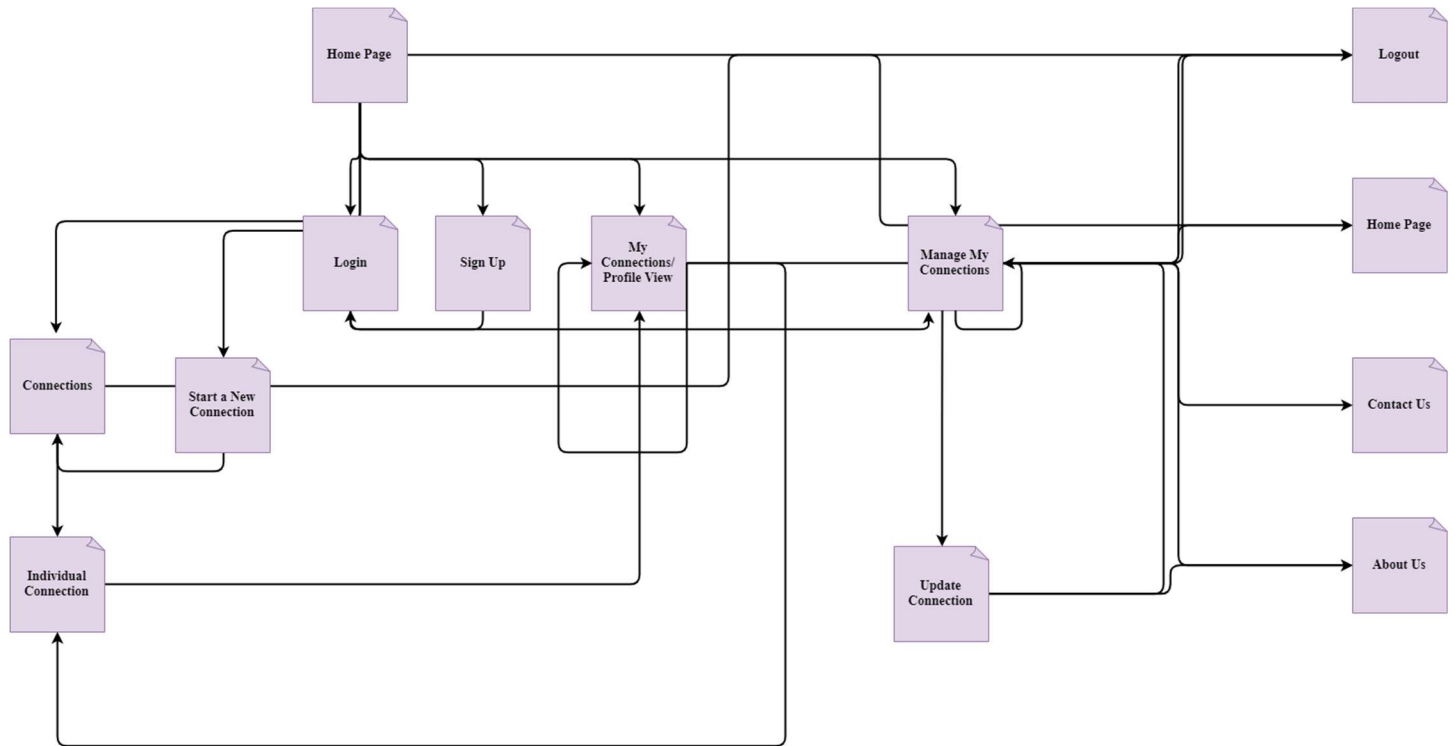 Home Page
Logout
Home Page
Login
Sign Up
My
Connections/
Profile View
Manage My
Connections
Connections
Start a New
Connection
Contact Us
Individual
Connection
Update
Connection
About Us